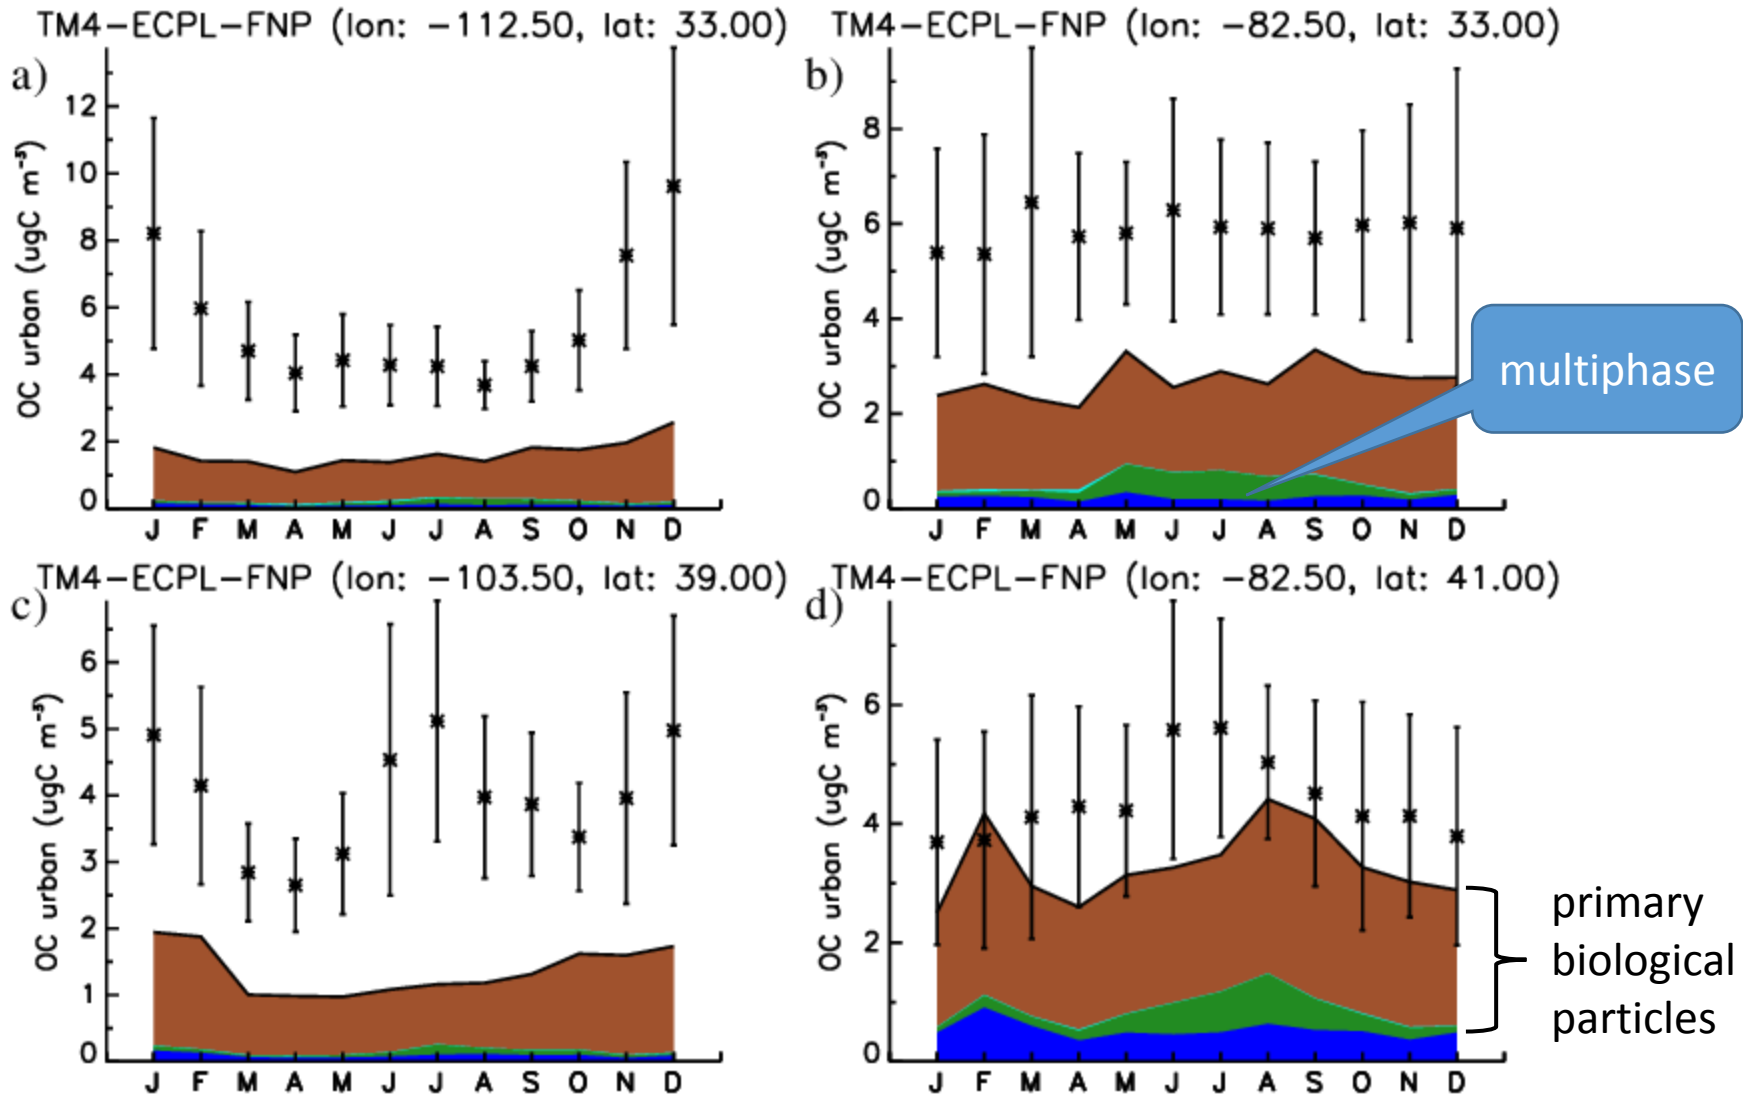 TM4-ECPL-FNP (lon: -112.50, lat: 33.00)
a)
OC urban (ugC m⁻³)
12
10
8
6
4
2
0
J F M A M J J A S O N D
TM4-ECPL-FNP (lon: -82.50, lat: 33.00)
b)
OC urban (ugC m⁻³)
8
6
4
2
0
J F M A M J J A S O N D
multiphase
TM4-ECPL-FNP (lon: -103.50, lat: 39.00)
c)
OC urban (ugC m⁻³)
6
5
4
3
2
1
0
J F M A M J J A S O N D
TM4-ECPL-FNP (lon: -82.50, lat: 41.00)
d)
OC urban (ugC m⁻³)
6
4
2
0
J F M A M J J A S O N D
primary
biological
particles